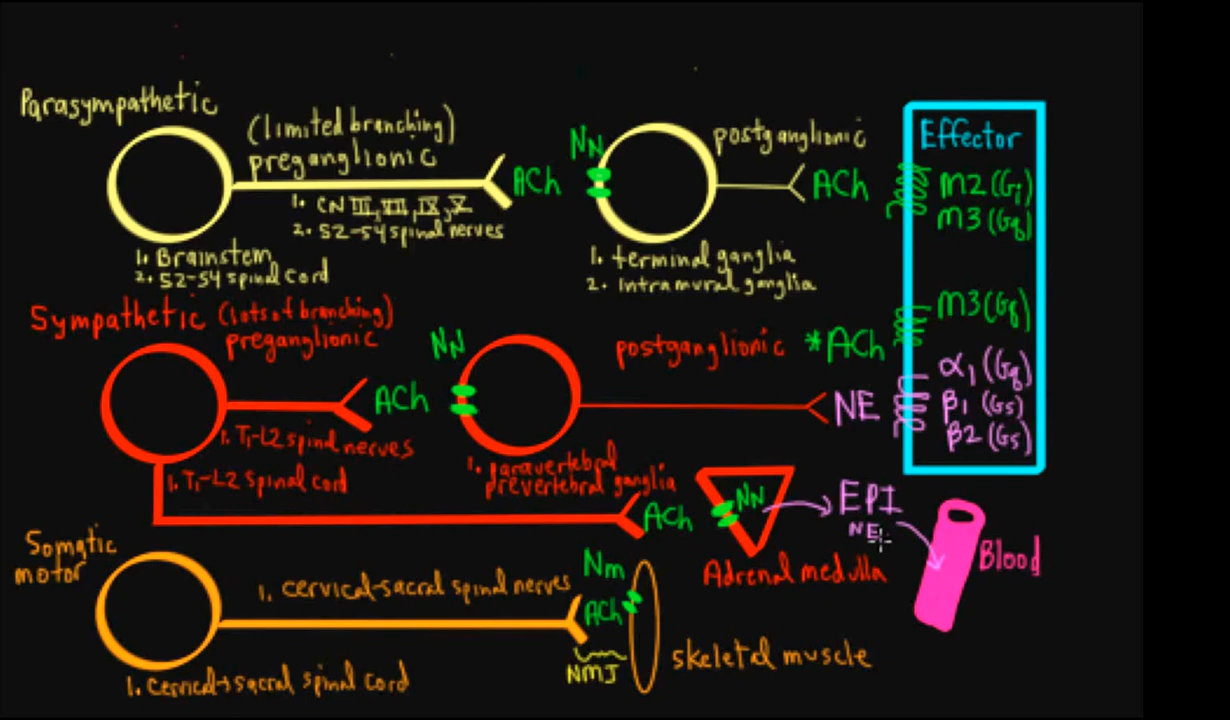 Parasympathetic
(limited branching)
preganglionic
ACh
1. CN III, VII, IX, X
2. S2-S4 spinal nerves
1. Brainstem
2. S2-S4 spinal cord
NN
postganglionic
ACh
1. terminal ganglia
2. Intramural ganglia
Effector
M2 (Gi)
M3 (Gq)
M3 (Gq)
α1 (Gq)
β1 (Gs)
β2 (Gs)
Sympathetic (lots of branching)
preganglionic
ACh
1. T1-L2 spinal nerves
1. T1-L2 spinal cord
NN
postganglionic
*ACh
NE
1. paravertebral
prevertebral ganglia
ACh
NN
Adrenal medulla
EPI
NE
Blood
Somatic
motor
1. cervical-sacral spinal nerves
1. cervical-sacral spinal cord
Nm
ACh
NMJ
skeletal muscle